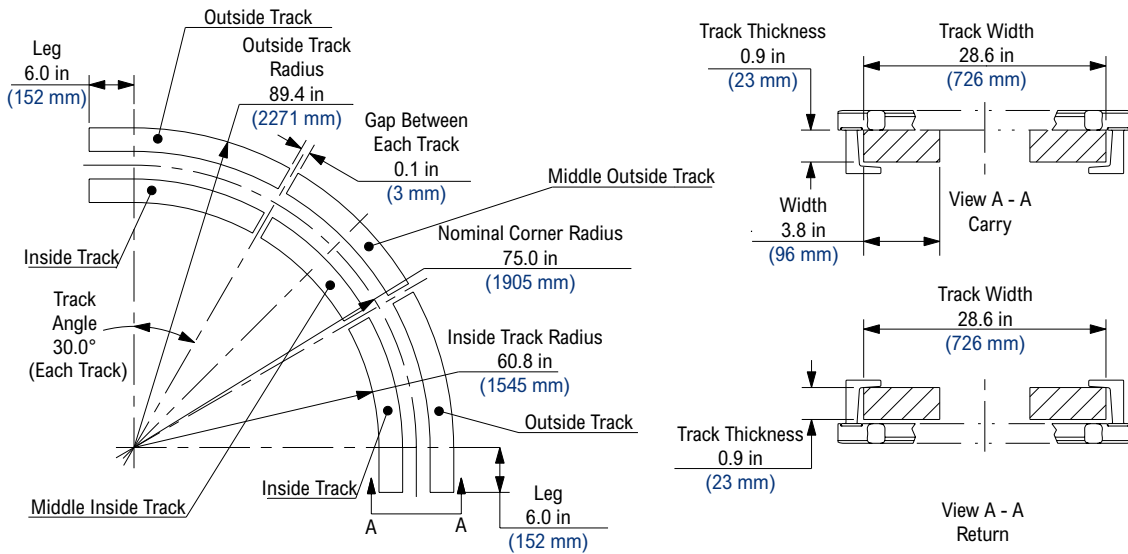 Outside Track
Leg
6.0 in
(152 mm)
Outside Track
Radius
89.4 in
(2271 mm)
Gap Between
Each Track
0.1 in
(3 mm)
Middle Outside Track
Nominal Corner Radius
75.0 in
(1905 mm)
Inside Track
Track
Angle
30.0°
(Each Track)
Inside Track Radius
60.8 in
(1545 mm)
Outside Track
Middle Inside Track
Inside Track
A
A
Leg
6.0 in
(152 mm)
Track Thickness
0.9 in
(23 mm)
Track Width
28.6 in
(726 mm)
Width
3.8 in
(96 mm)
View A - A
Carry
Track Width
28.6 in
(726 mm)
Track Thickness
0.9 in
(23 mm)
View A - A
Return